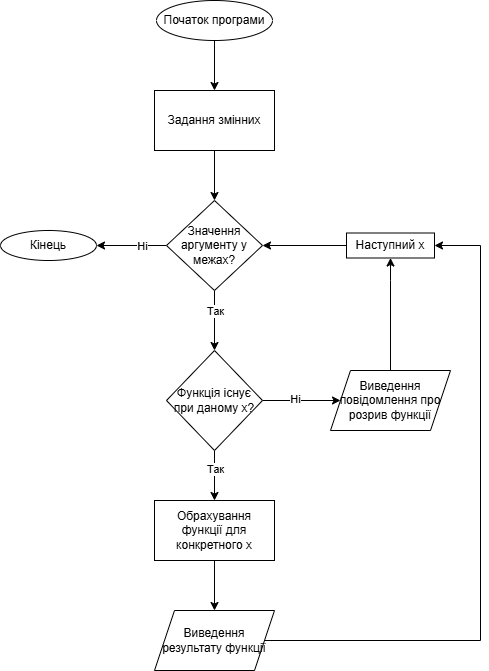 Початок програми
Задання змінних
Значення
аргументу у
межах?
Ні
Кінець
Наступний x
Так
Функція існує
при даному x?
Ні
Виведення
повідомлення про
розрив функції
Так
Обрахування
функції для
конкретного x
Виведення
результату функції